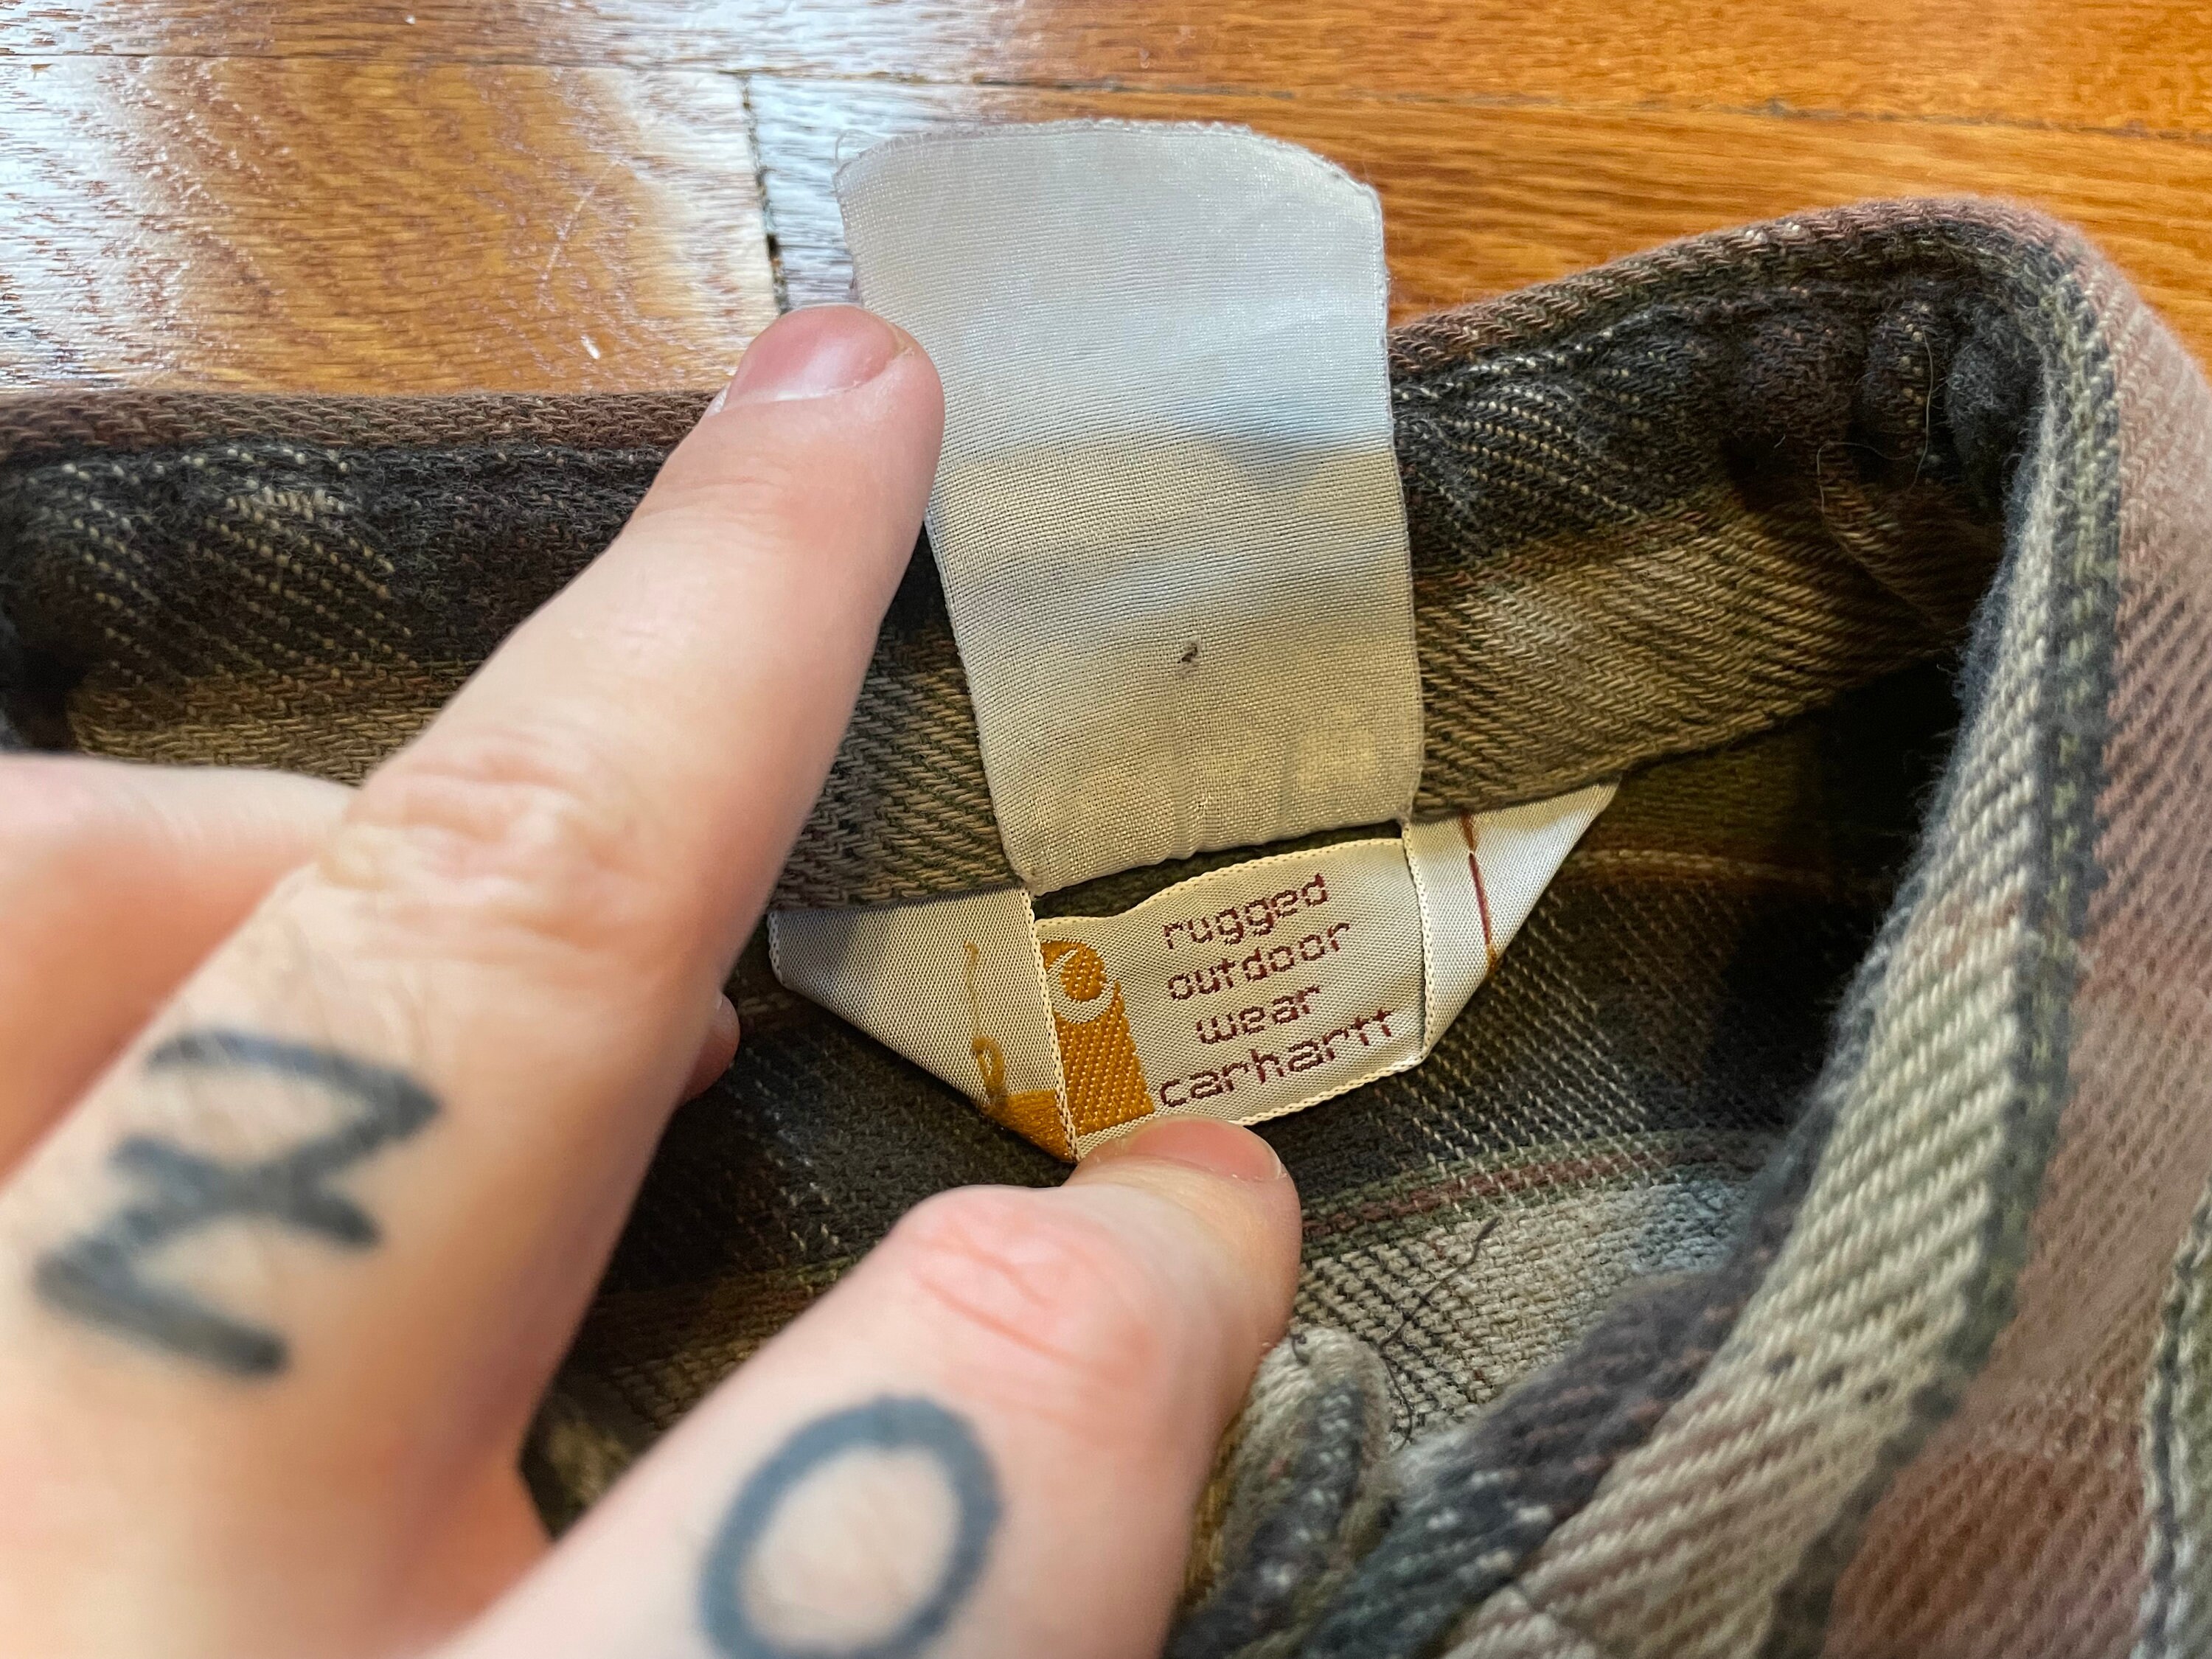 rugged
outdoor
wear
carhartt
O